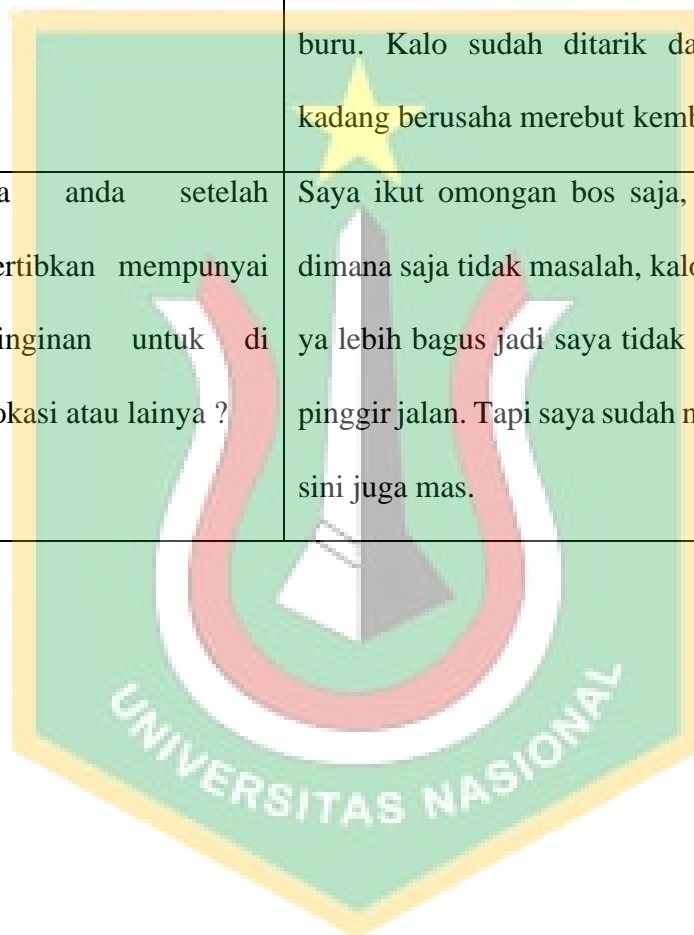 buru. Kalo sudah ditarik da
kadang berusaha merebut kemb
a anda setelah
ertibkan mempunyai
inginan untuk di
okasi atau lainya ?
Saya ikut omongan bos saja,
dimana saja tidak masalah, kalo
ya lebih bagus jadi saya tidak
pinggir jalan. Tapi saya sudah
sini juga mas.
UNIVERSITAS NASIONAL